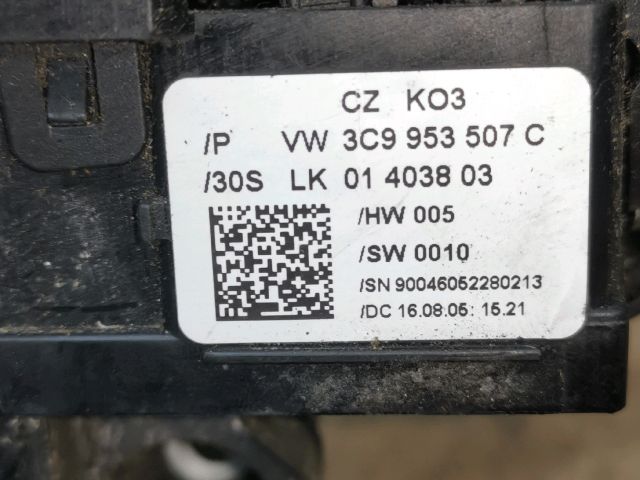 CZ KO3
/P VW 3C9 953 507 C
/30S LK 01 4038 03
/HW 005
/SW 0010
/SN 90046052280213
/DC 16.08.05: 15.21